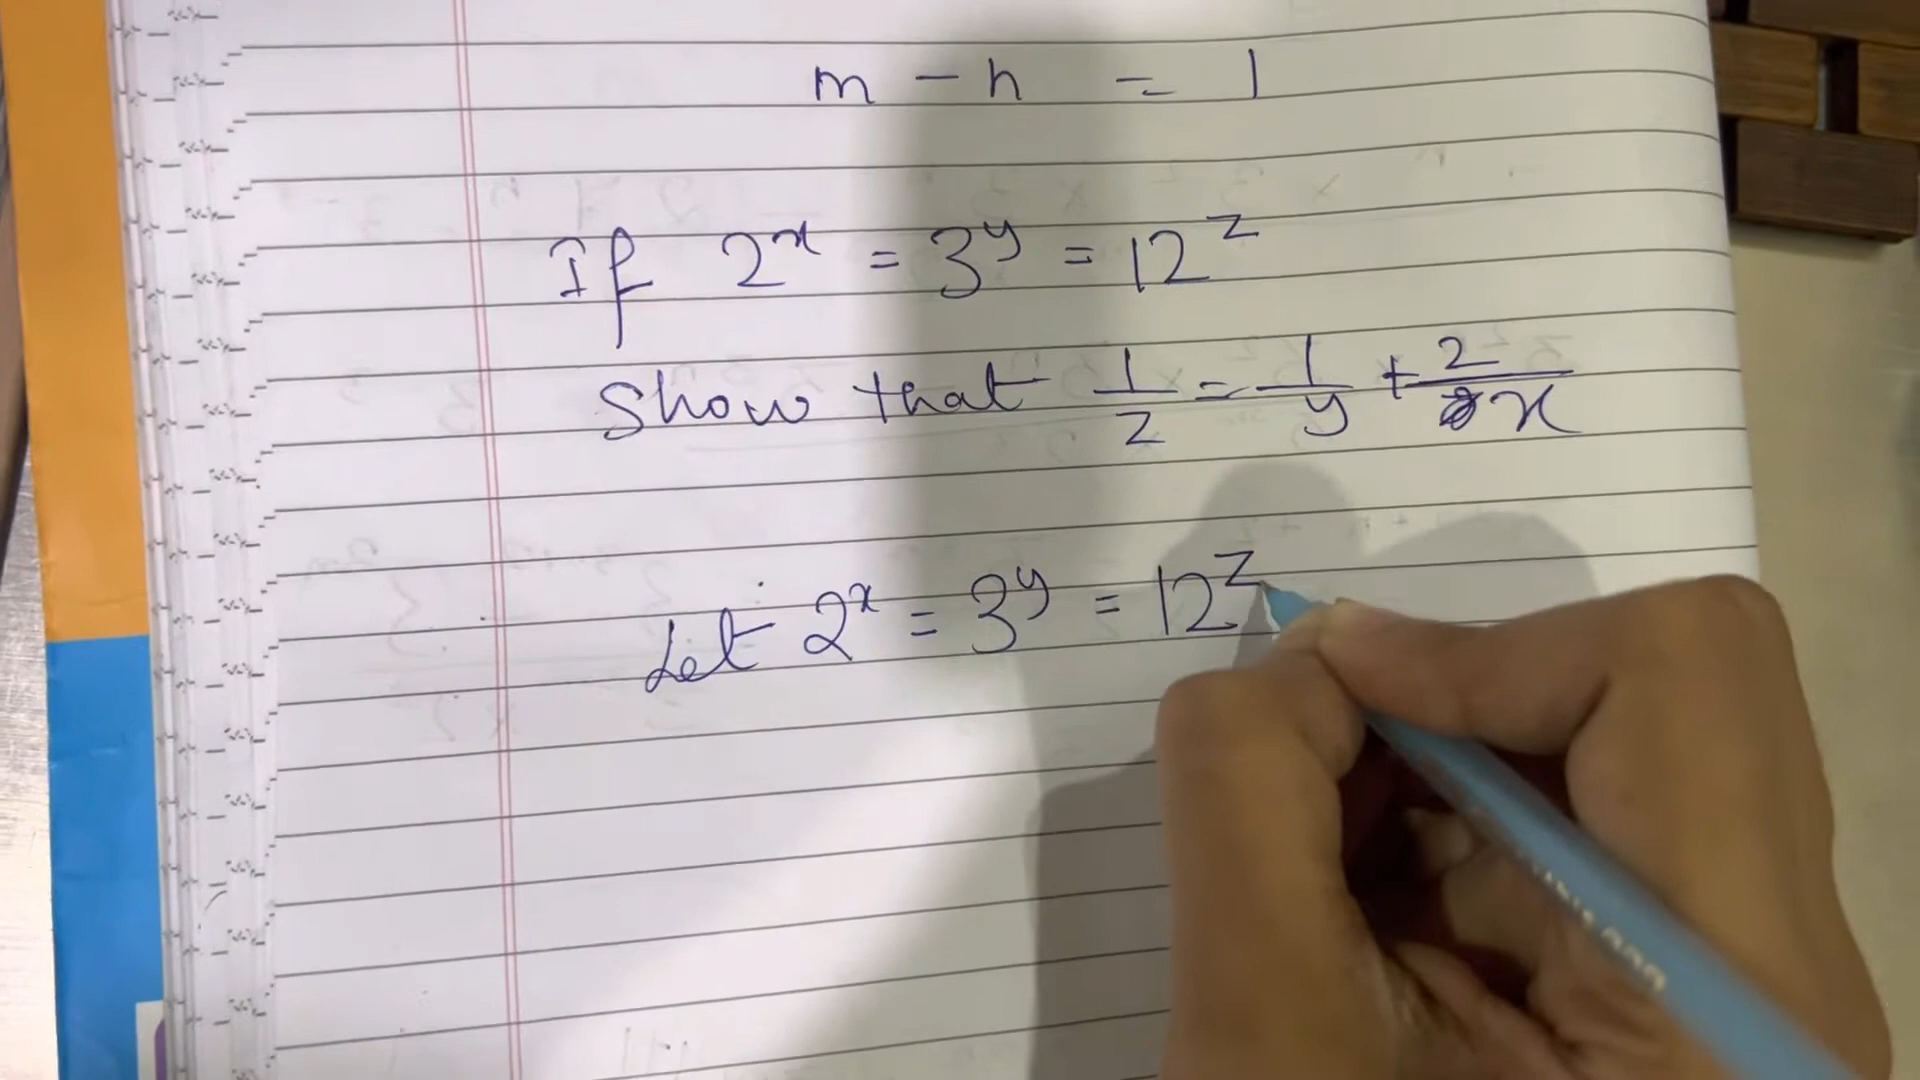 m - n = 1
If 2^x = 3^y = 12^z
Show that 1/z = 1/y + 2/x
Let 2^x = 3^y = 12^z